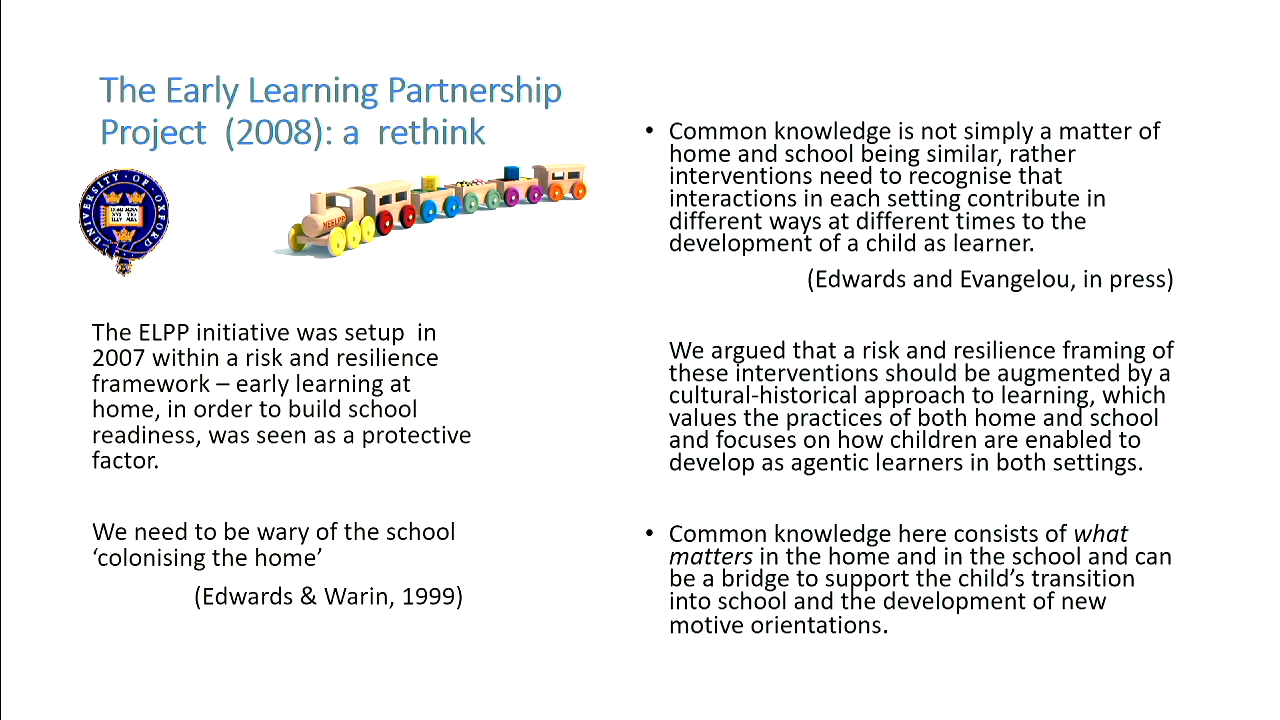 The Early Learning Partnership
Project (2008): a rethink
UNIVERSITY OF OXFORD
NEELPP
The ELPP initiative was setup in
2007 within a risk and resilience
framework – early learning at
home, in order to build school
readiness, was seen as a protective
factor.
We need to be wary of the school
‘colonising the home’
(Edwards & Warin, 1999)
• Common knowledge is not simply a matter of
home and school being similar, rather
interventions need to recognise that
interactions in each setting contribute in
different ways at different times to the
development of a child as learner.
(Edwards and Evangelou, in press)
We argued that a risk and resilience framing of
these interventions should be augmented by a
cultural-historical approach to learning, which
values the practices of both home and school
and focuses on how children are enabled to
develop as agentic learners in both settings.
• Common knowledge here consists of what
matters in the home and in the school and can
be a bridge to support the child’s transition
into school and the development of new
motive orientations.